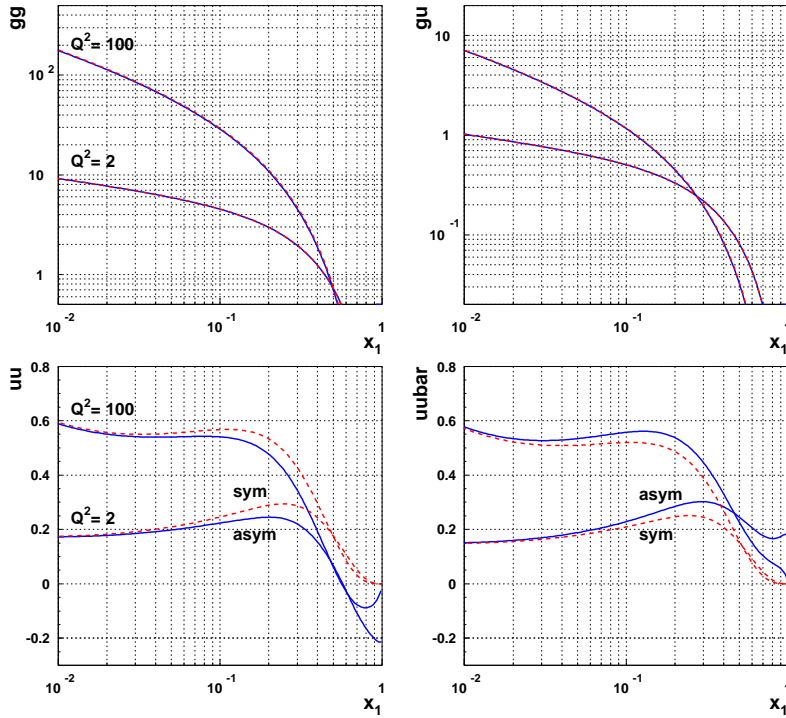 gg
Q² = 100
10²
Q² = 2
10
1
10⁻² 10⁻¹ 1
x₁
gu
10
1
10⁻¹
10⁻² 10⁻¹ 1
x₁
uu
0.8
Q² = 100
0.6
0.4
sym
Q² = 2
0.2
asym
0
-0.2
10⁻² 10⁻¹ 1
x₁
uubar
0.8
0.6
0.4
asym
0.2
sym
0
-0.2
10⁻² 10⁻¹ 1
x₁